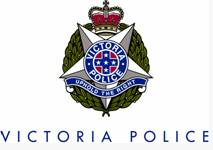 VICTORIA
POLICE
UPHOLD THE RIGHT
VICTORIA POLICE